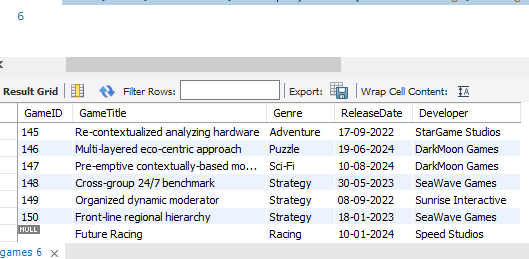 6
Result Grid Filter Rows: Export: Wrap Cell Content: IA
GameID GameTitle Genre ReleaseDate Developer
145 Re-contextualized analyzing hardware Adventure 17-09-2022 StarGame Studios
146 Multi-layered eco-centric approach Puzzle 19-06-2024 DarkMoon Games
147 Pre-emptive contextually-based mo... Sci-Fi 10-08-2024 DarkMoon Games
148 Cross-group 24/7 benchmark Strategy 30-05-2023 SeaWave Games
149 Organized dynamic moderator Strategy 08-09-2022 Sunrise Interactive
150 Front-line regional hierarchy Strategy 18-01-2023 SeaWave Games
NULL Future Racing Racing 10-01-2024 Speed Studios
games 6